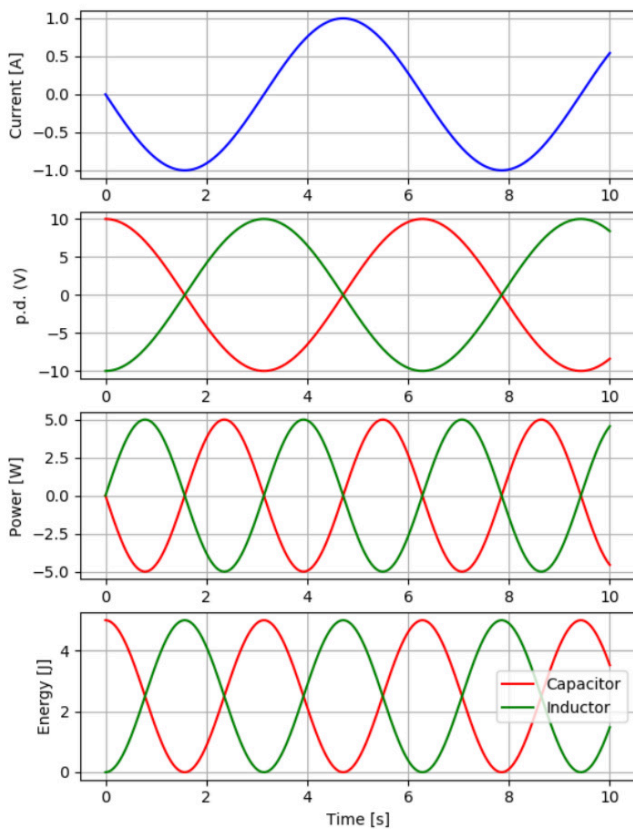 1.0
0.5
0.0
−0.5
−1.0
Current [A]
0 2 4 6 8 10
10
5
0
−5
−10
p.d. (V)
0 2 4 6 8 10
5.0
2.5
0.0
−2.5
−5.0
Power [W]
0 2 4 6 8 10
4
2
0
Energy [J]
Capacitor
Inductor
0 2 4 6 8 10
Time [s]